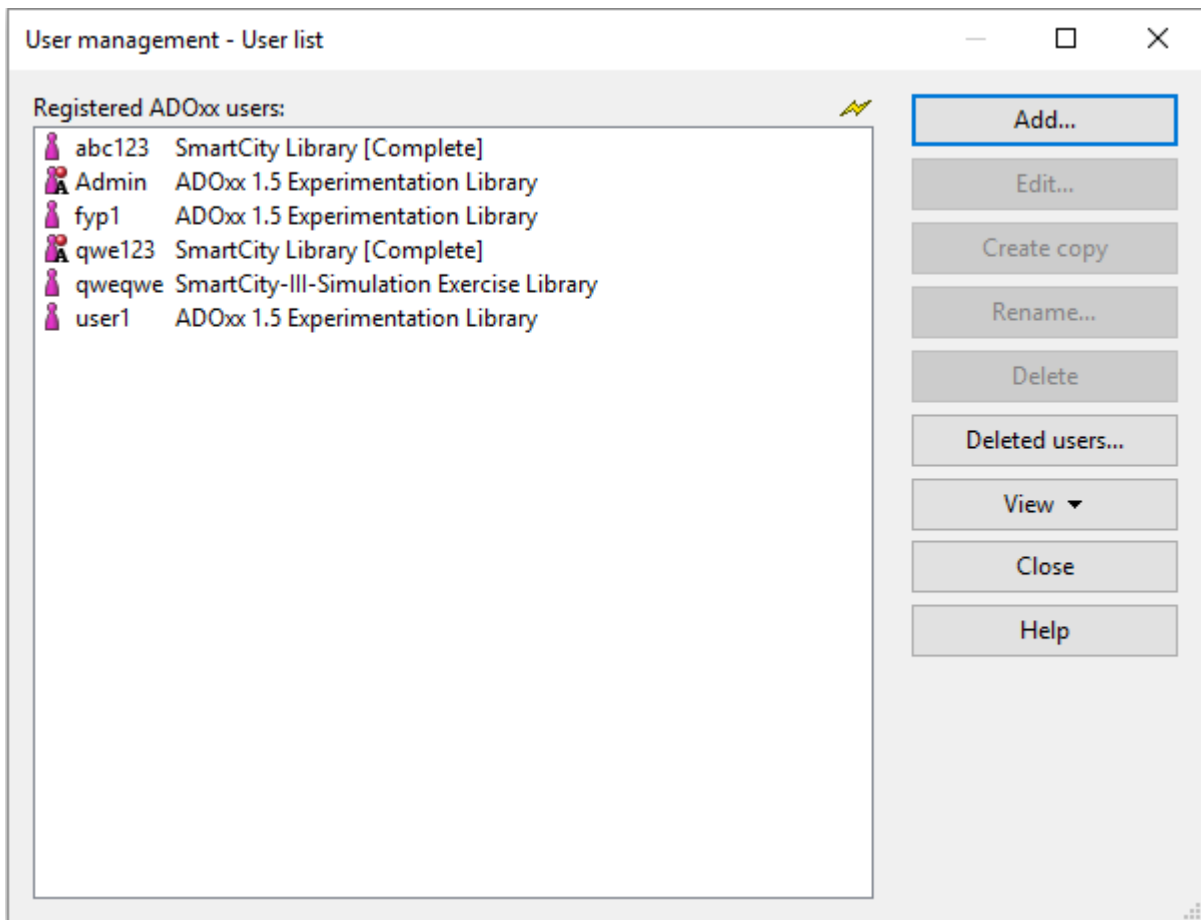 User management - User list
Registered ADOxx users:
abc123 SmartCity Library [Complete]
A Admin ADOxx 1.5 Experimentation Library
fyp1 ADOxx 1.5 Experimentation Library
A qwe123 SmartCity Library [Complete]
qweqwe SmartCity-III-Simulation Exercise Library
user1 ADOxx 1.5 Experimentation Library
Add...
Edit...
Create copy
Rename...
Delete
Deleted users...
View
Close
Help